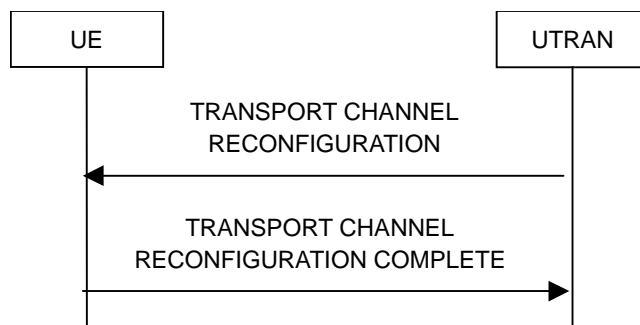 UE
UTRAN
TRANSPORT CHANNEL
RECONFIGURATION
TRANSPORT CHANNEL
RECONFIGURATION COMPLETE